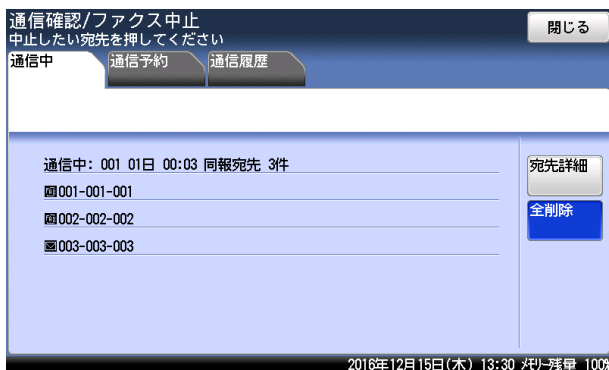 通信確認/ファクス中止
中止したい宛先を押してください
閉じる
通信中 通信予約 通信履歴
通信中: 001 01日 00:03 同報宛先 3件
001-001-001
002-002-002
003-003-003
宛先詳細
全削除
2016年12月15日(木) 13:30 メモリー残量 100%